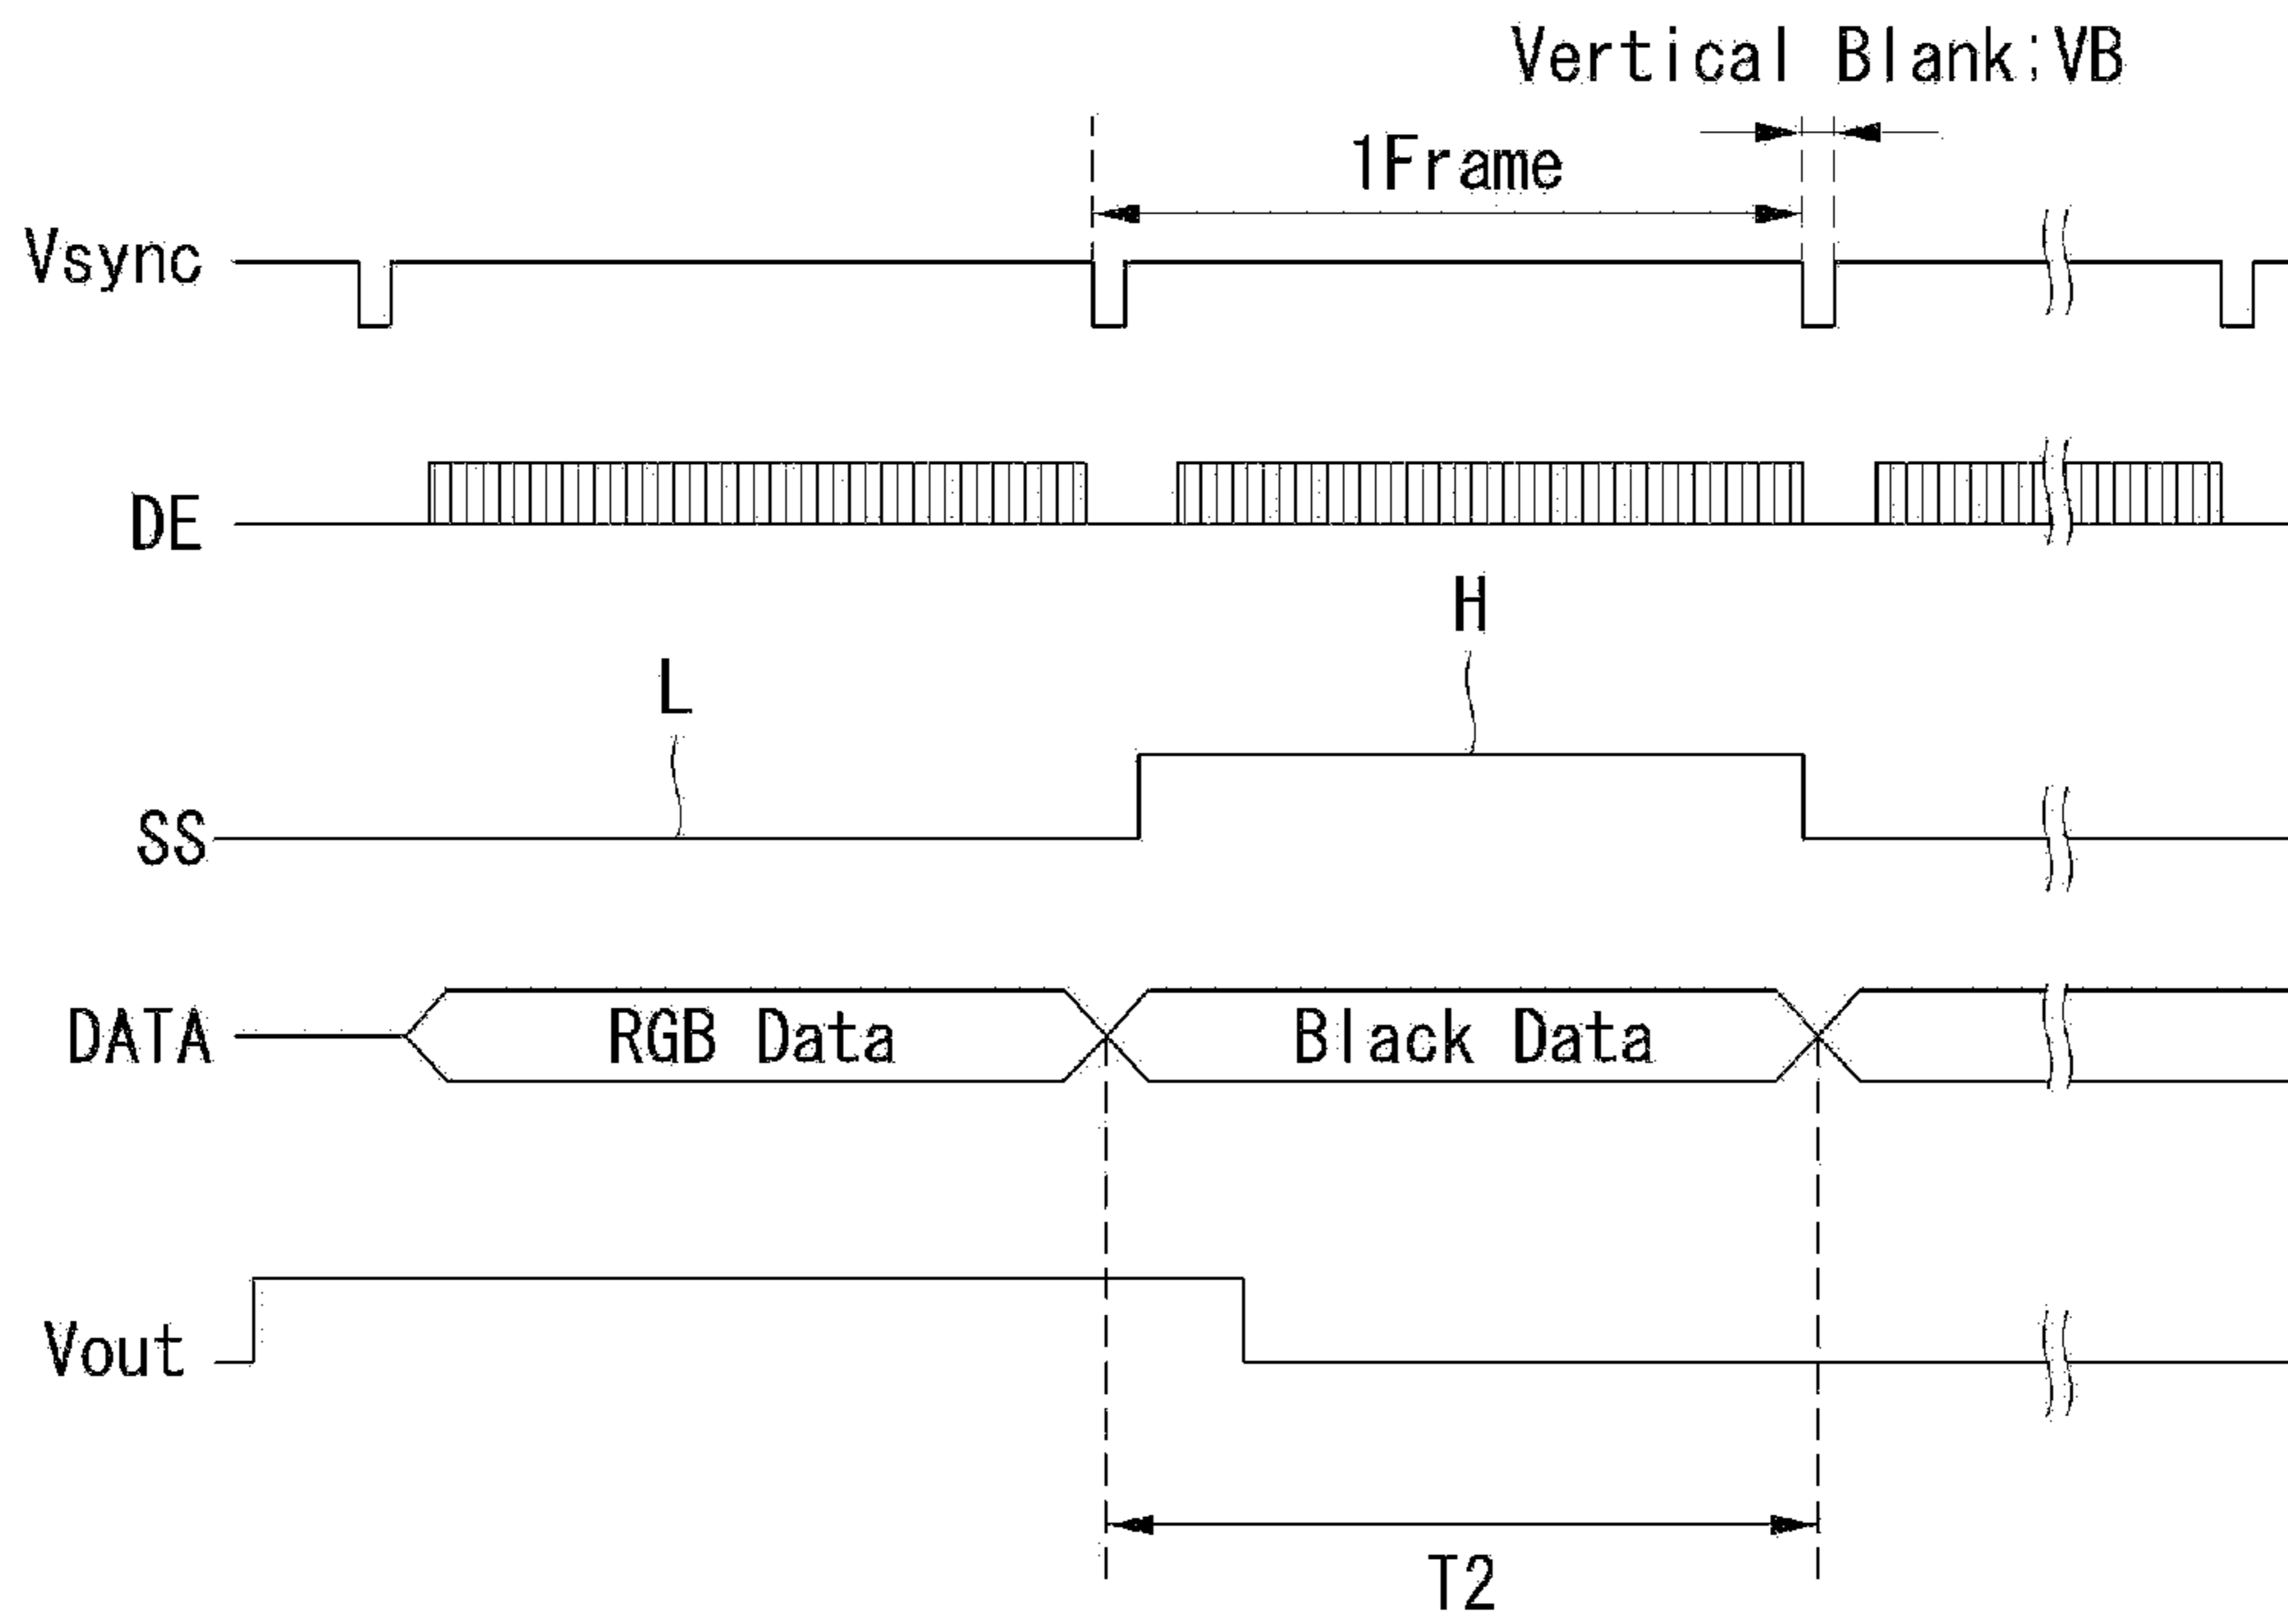 Vertical Blank:VB
1Frame
Vsync
DE
H
L
SS
DATA
RGB Data
Black Data
Vout
T2